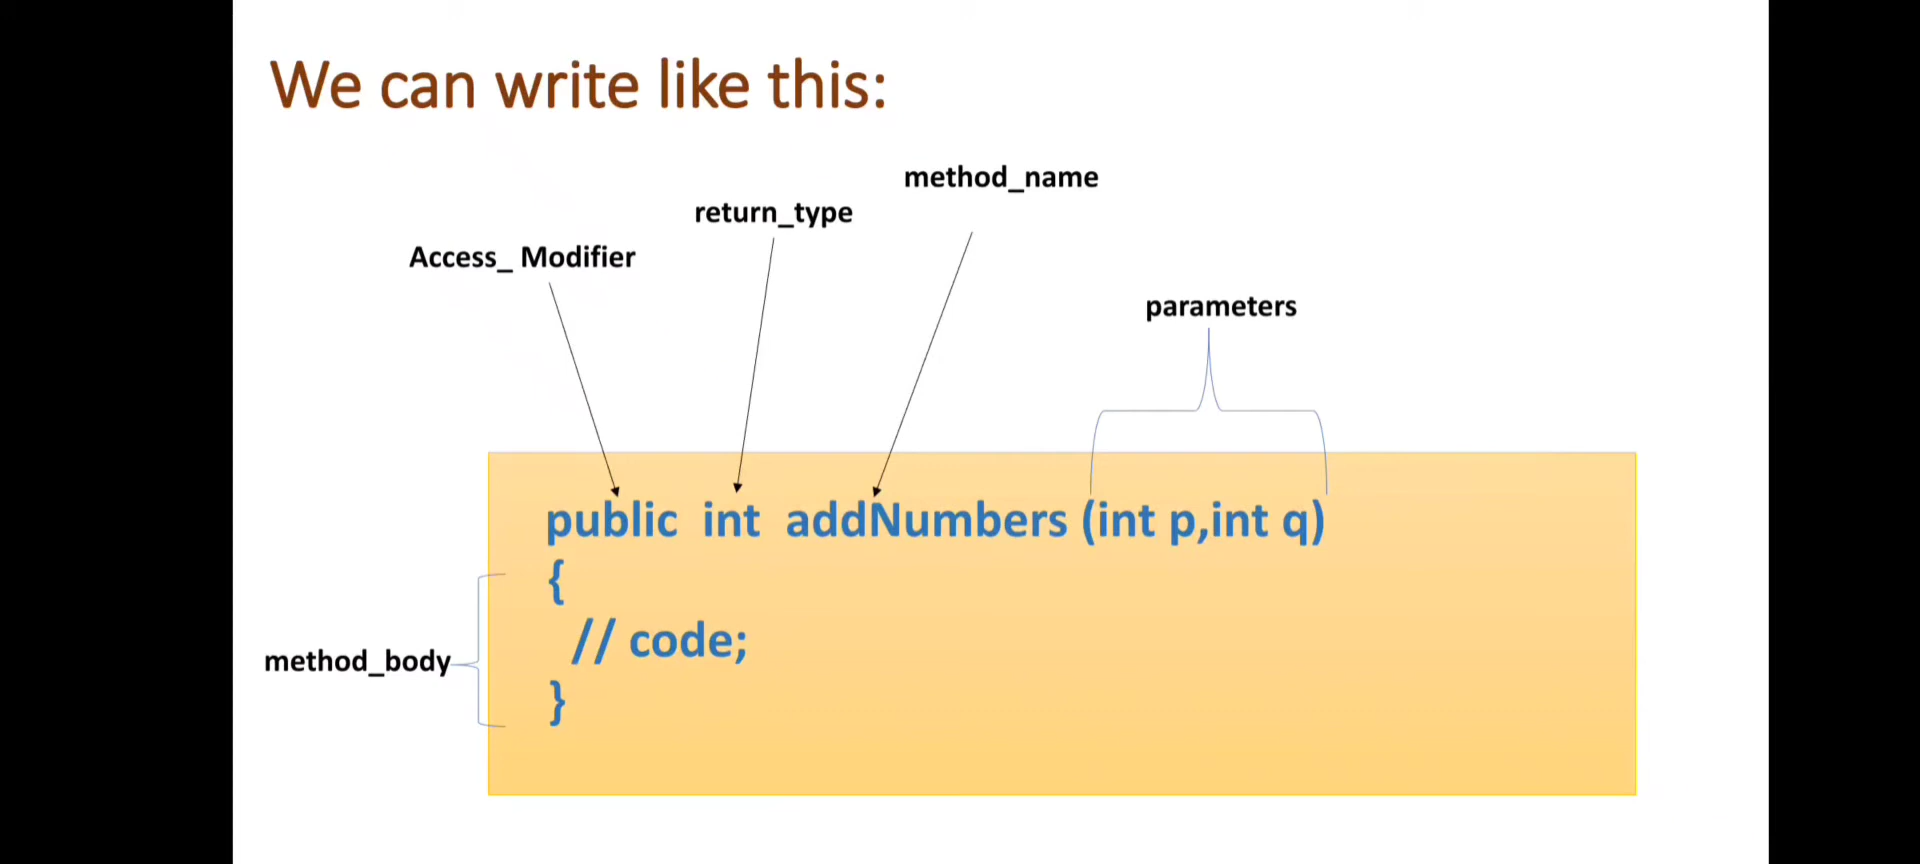 We can write like this:
method_name
return_type
Access_ Modifier
parameters
public int addNumbers (int p,int q)
{
// code;
method_body
}